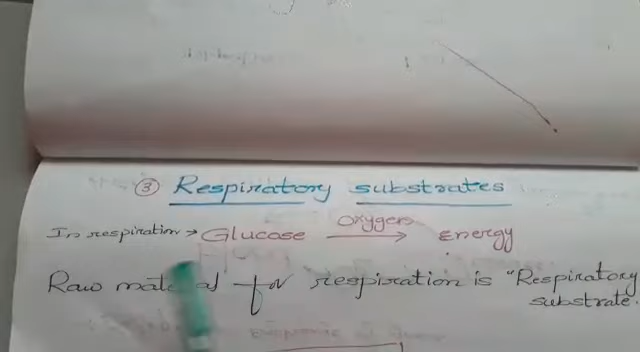 ③ Respiratory substrates
In respiration → Glucose Oxygen → Energy
Raw material for respiration is "Respiratory
substrate.